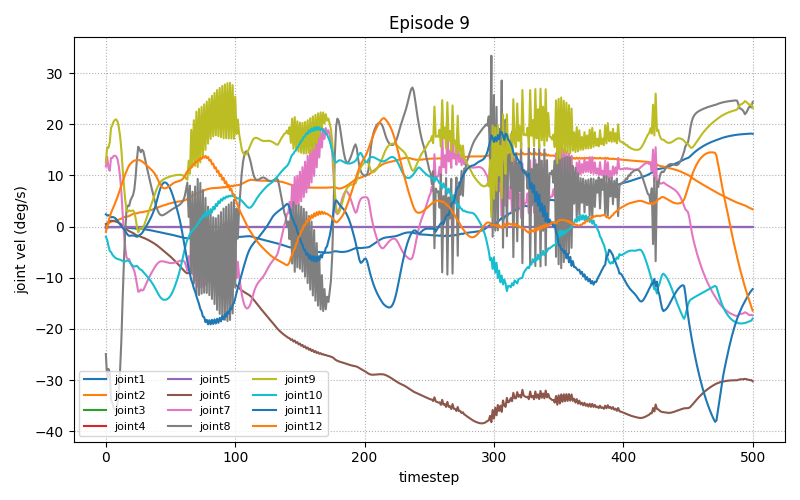 Episode 9
joint vel (deg/s)
30
20
10
0
−10
−20
−30
−40
joint1
joint2
joint3
joint4
joint5
joint6
joint7
joint8
joint9
joint10
joint11
joint12
0
100
200
300
400
500
timestep